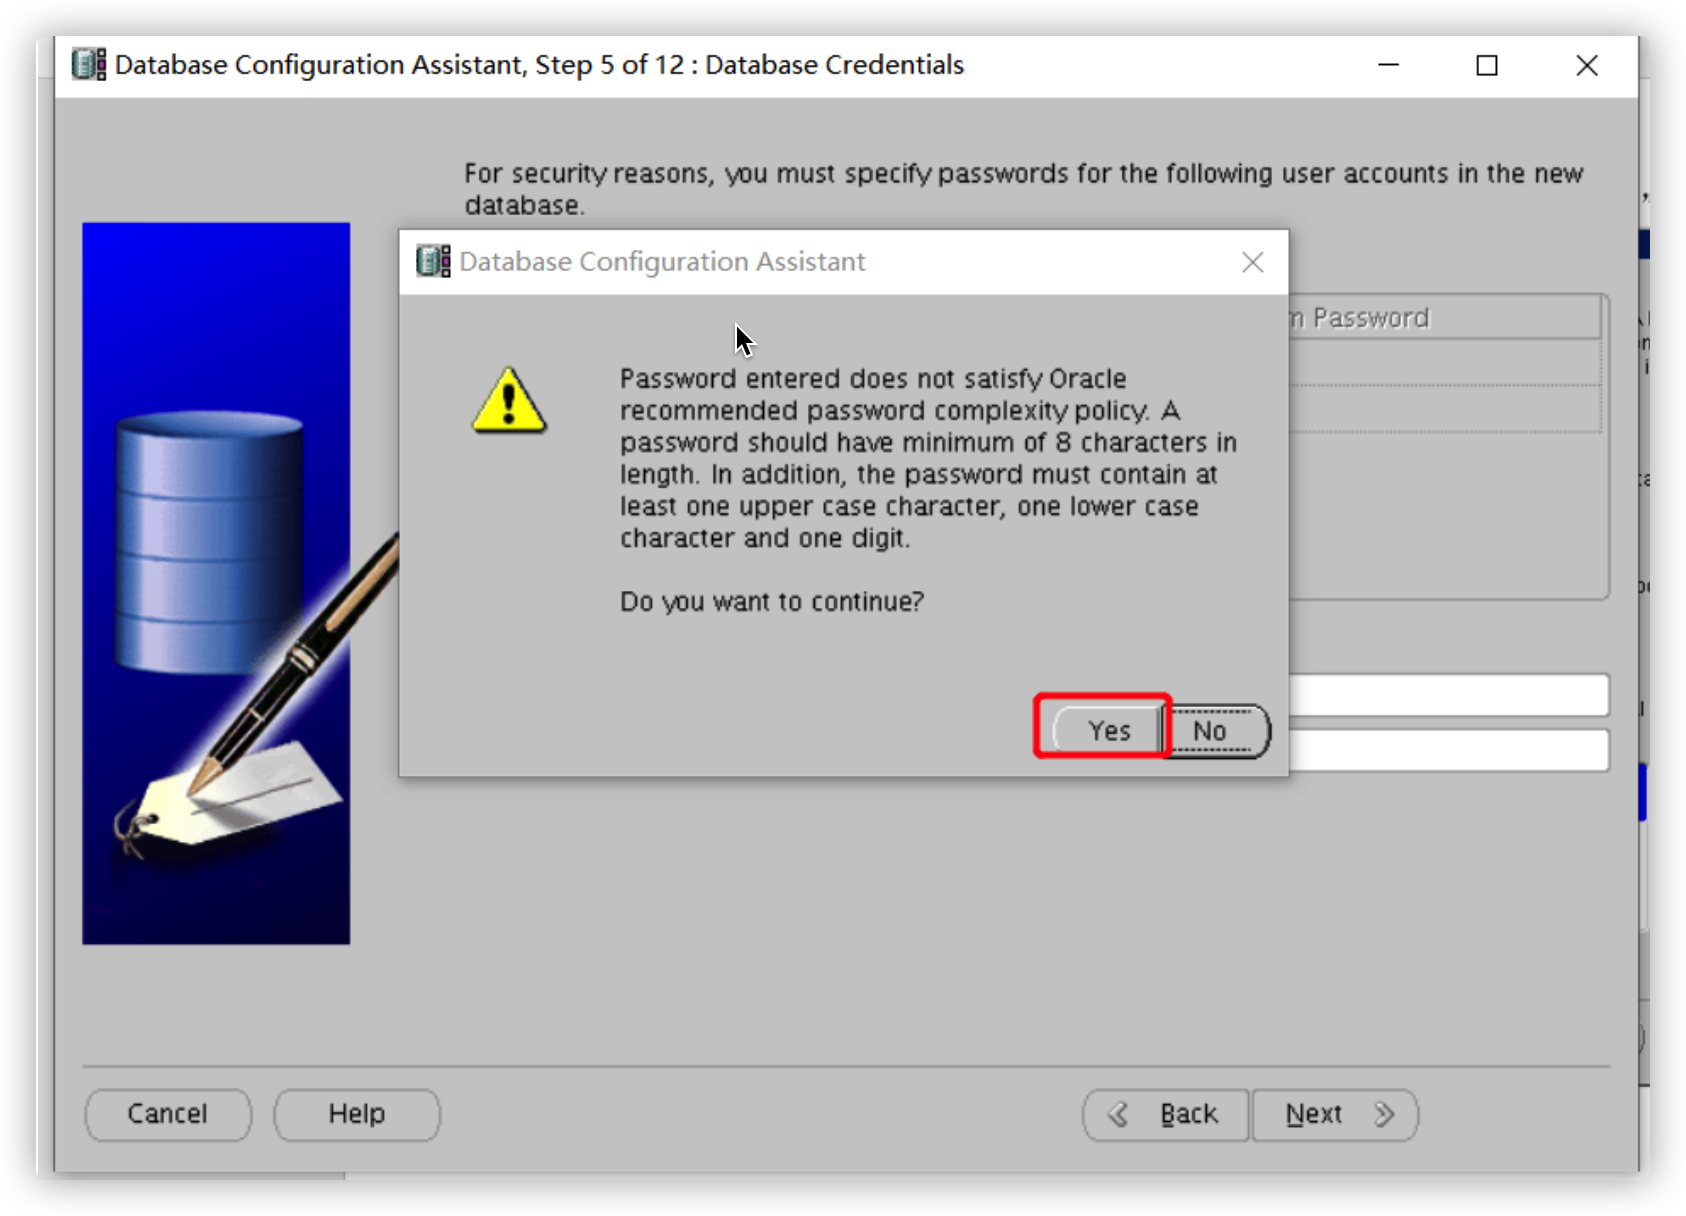 Database Configuration Assistant, Step 5 of 12 : Database Credentials
For security reasons, you must specify passwords for the following user accounts in the new
database.
Database Configuration Assistant
Password
Password entered does not satisfy Oracle
recommended password complexity policy. A
password should have minimum of 8 characters in
length. In addition, the password must contain at
least one upper case character, one lower case
character and one digit.
Do you want to continue?
Yes
No
Cancel
Help
Back
Next